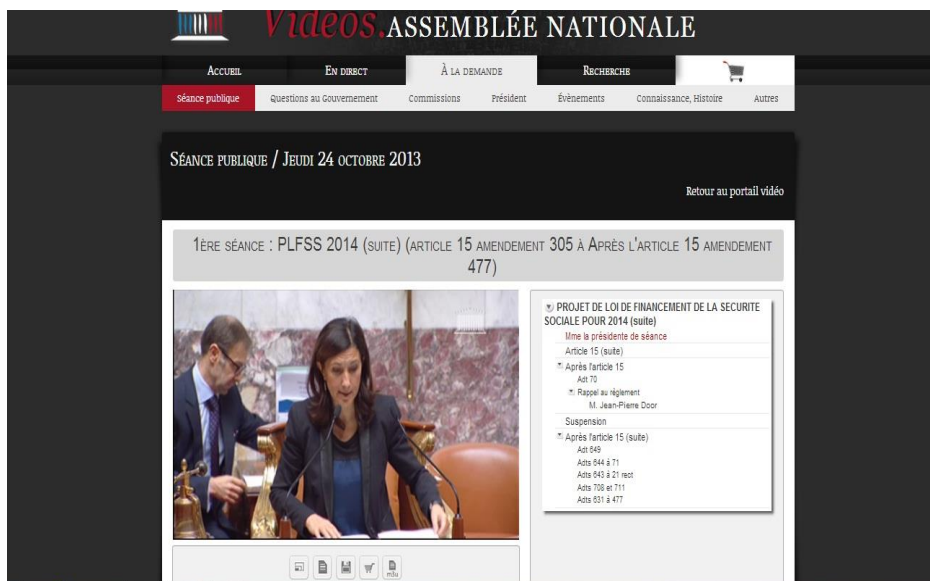 Vidéos.ASSEMBLÉE NATIONALE
ACCUEIL EN DIRECT À LA DEMANDE RECHERCHE
Séance publique Questions au Gouvernement Commissions Président Évènements Connaissance, Histoire Autres
SÉANCE PUBLIQUE / JEUDI 24 OCTOBRE 2013
Retour au portail vidéo
1ÈRE SÉANCE : PLFSS 2014 (SUITE) (ARTICLE 15 AMENDEMENT 305 À APRÈS L'ARTICLE 15 AMENDEMENT
477)
PROJET DE LOI DE FINANCEMENT DE LA SECURITE
SOCIALE POUR 2014 (suite)
Mme la présidente de séance
Article 15 (suite)
Après l'article 15
Adt 70
Rappel au règlement
M. Jean-Pierre Door
Suspension
Après l'article 15 (suite)
Adt 649
Adts 644 à 71
Adts 643 à 21 rect
Adts 708 et 711
Adts 631 à 477
m3u